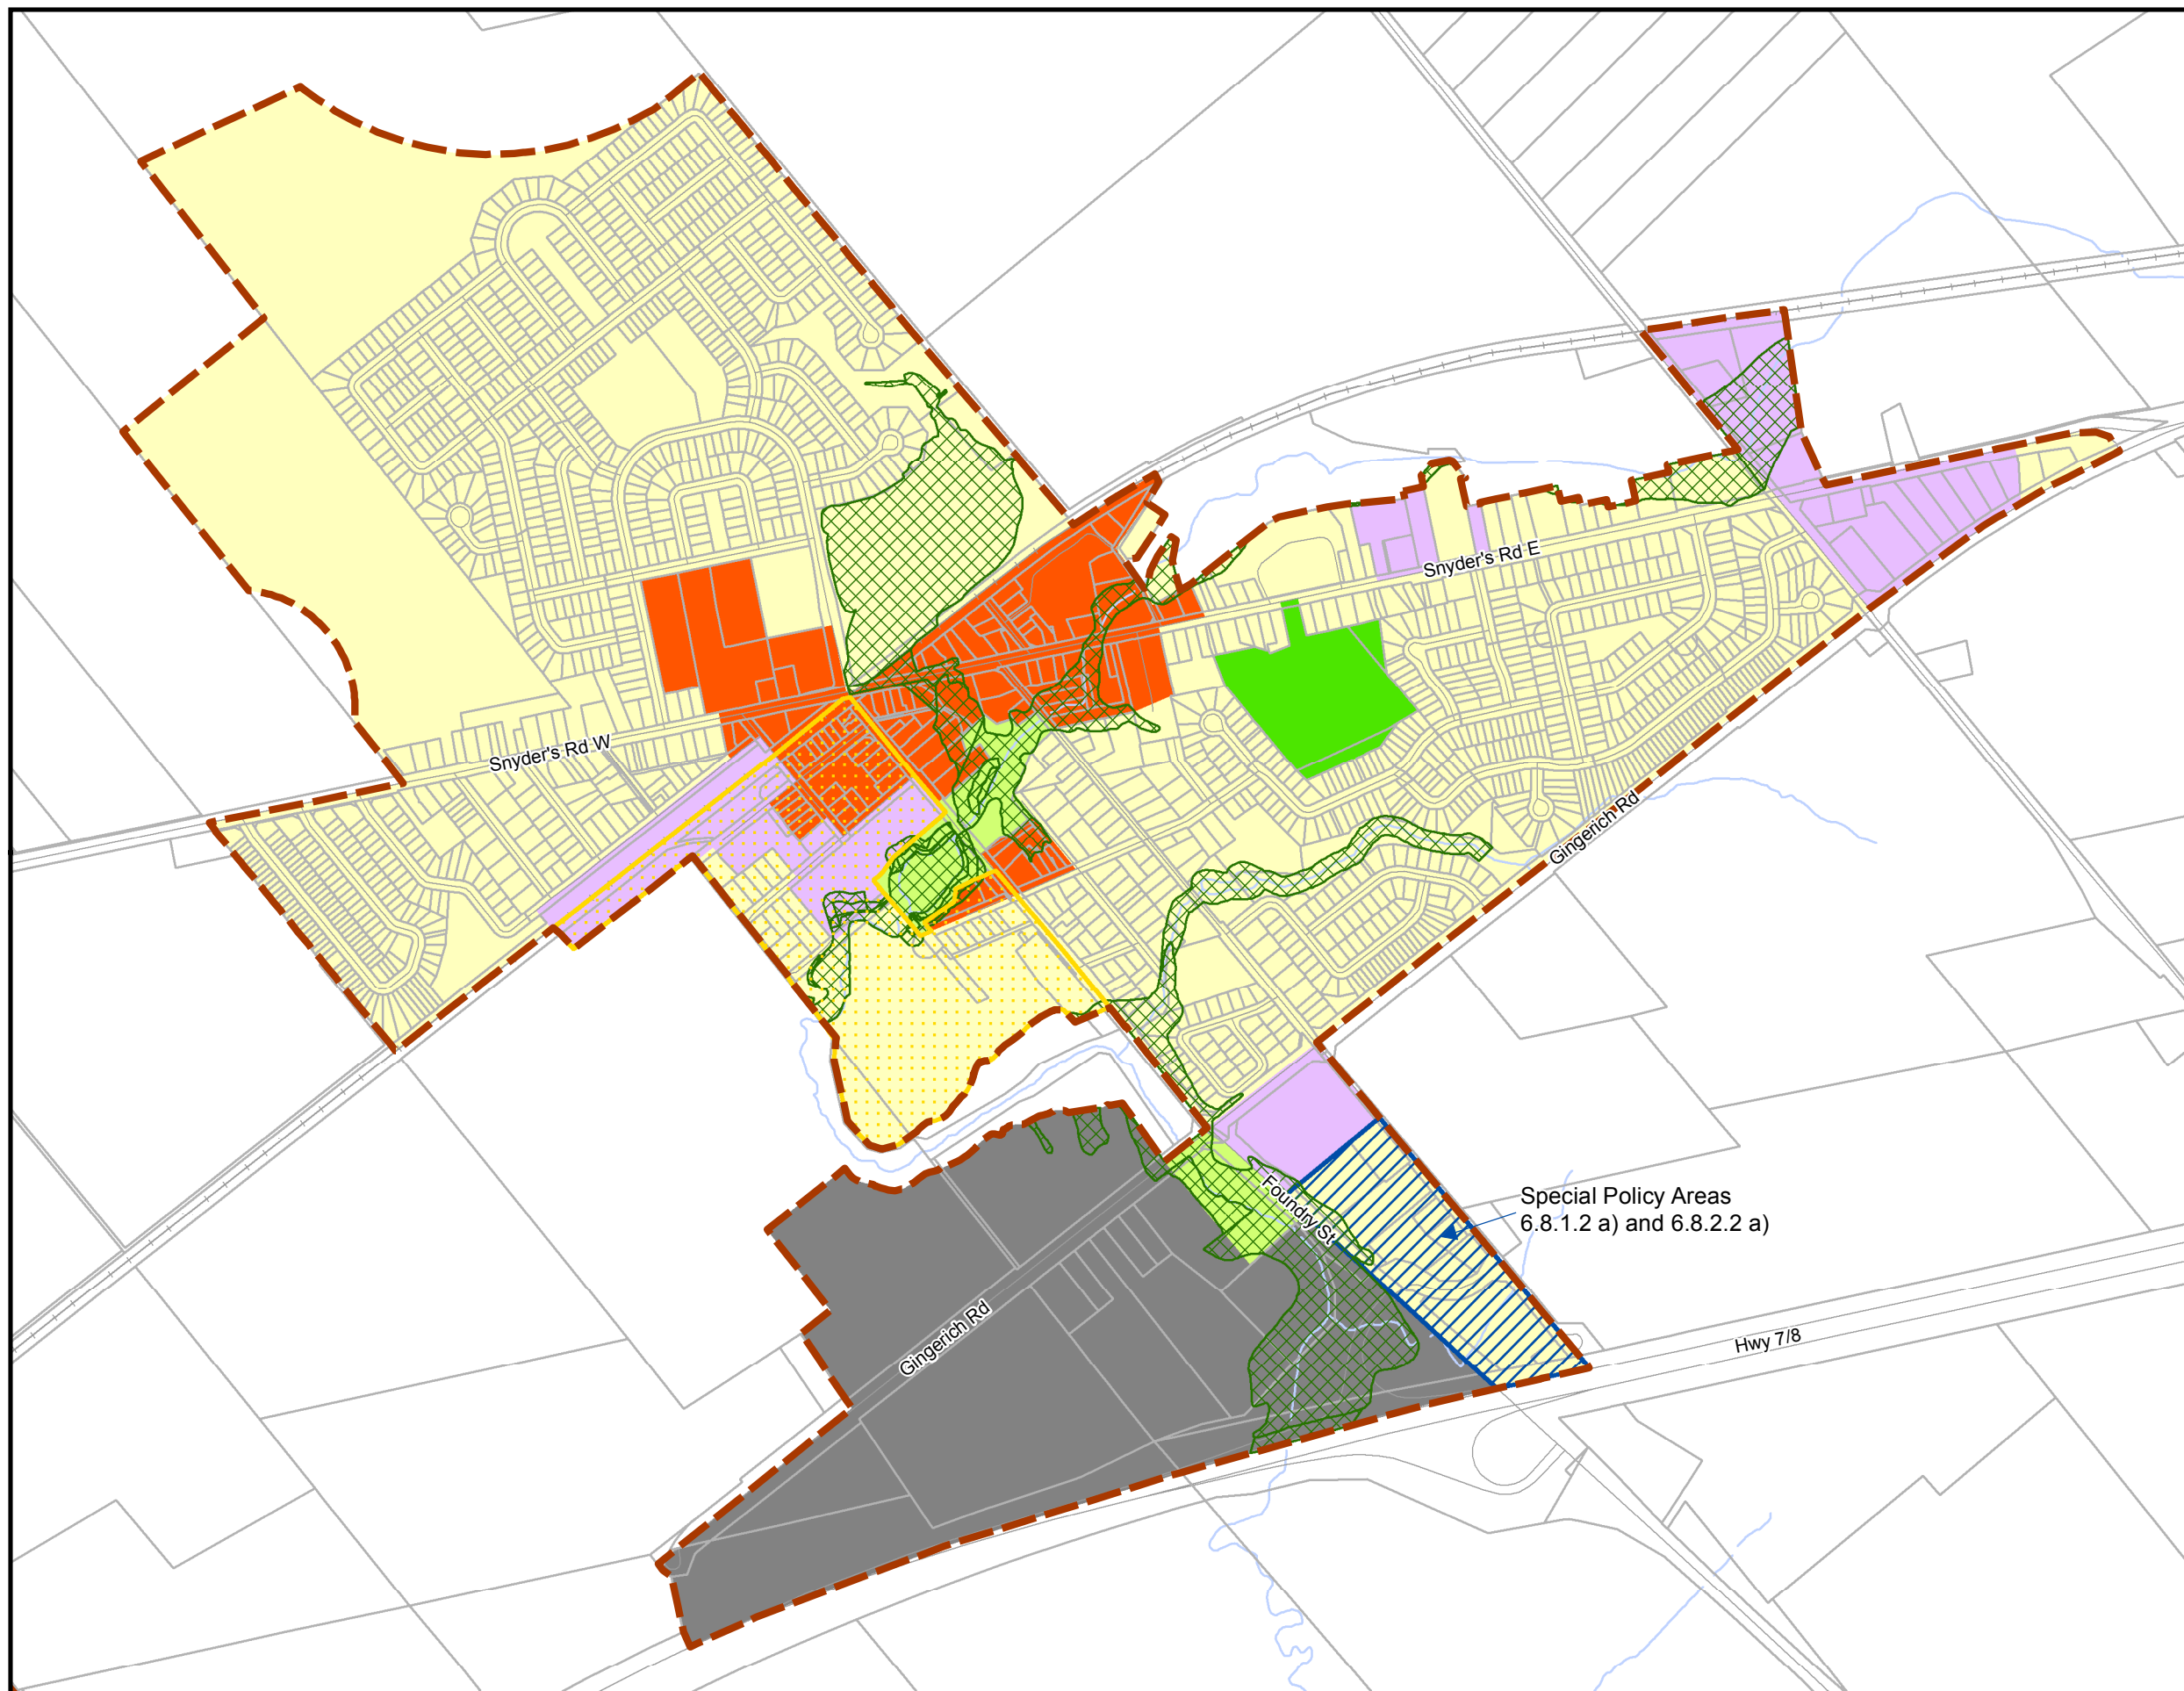 Snyder's Rd E
Snyder's Rd W
Gingerich Rd
Foundry St
Special Policy Areas
6.8.1.2 a) and 6.8.2.2 a)
Gingerich Rd
Hwy 7/8